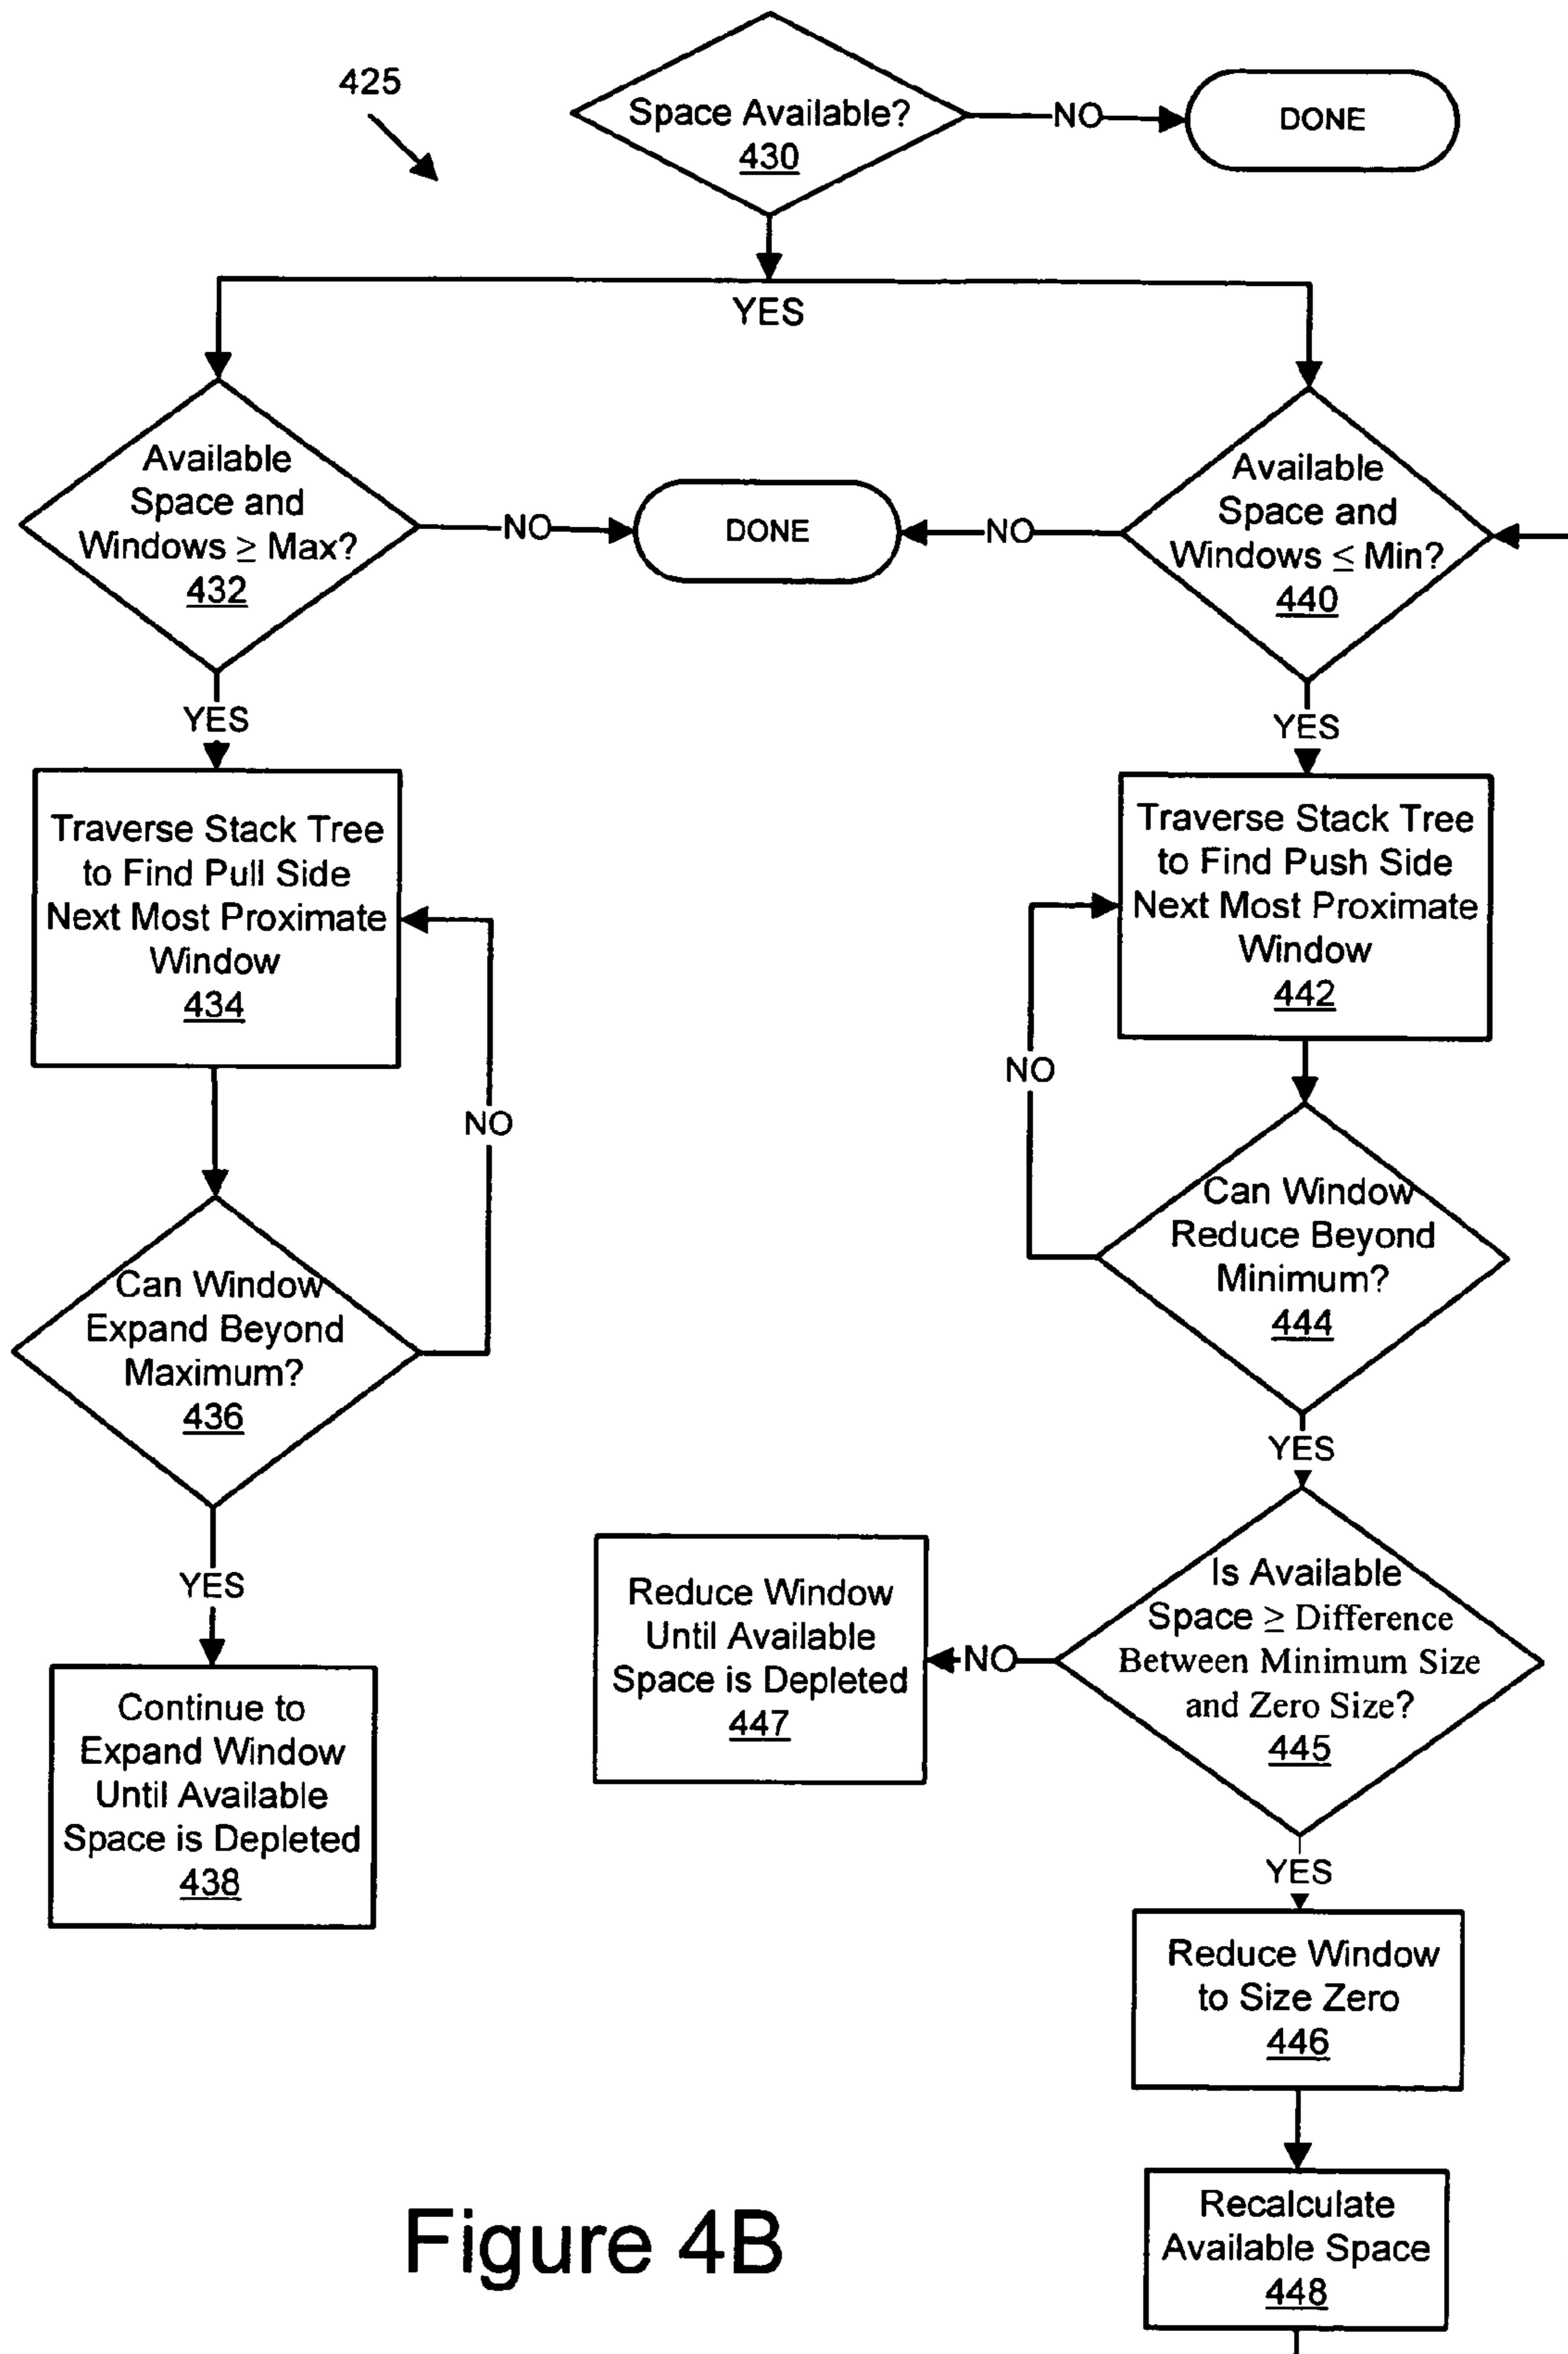 425
Space Available?
430
NO
DONE
YES
Available
Space and
Windows ≥ Max?
432
NO
DONE
NO
Available
Space and
Windows ≤ Min?
440
YES
YES
Traverse Stack Tree
to Find Pull Side
Next Most Proximate
Window
434
Traverse Stack Tree
to Find Push Side
Next Most Proximate
Window
442
NO
NO
Can Window
Expand Beyond
Maximum?
436
Can Window
Reduce Beyond
Minimum?
444
YES
YES
Continue to
Expand Window
Until Available
Space is Depleted
438
Reduce Window
Until Available
Space is Depleted
447
NO
Is Available
Space ≥ Difference
Between Minimum Size
and Zero Size?
445
YES
Reduce Window
to Size Zero
446
Recalculate
Available Space
448
Figure 4B